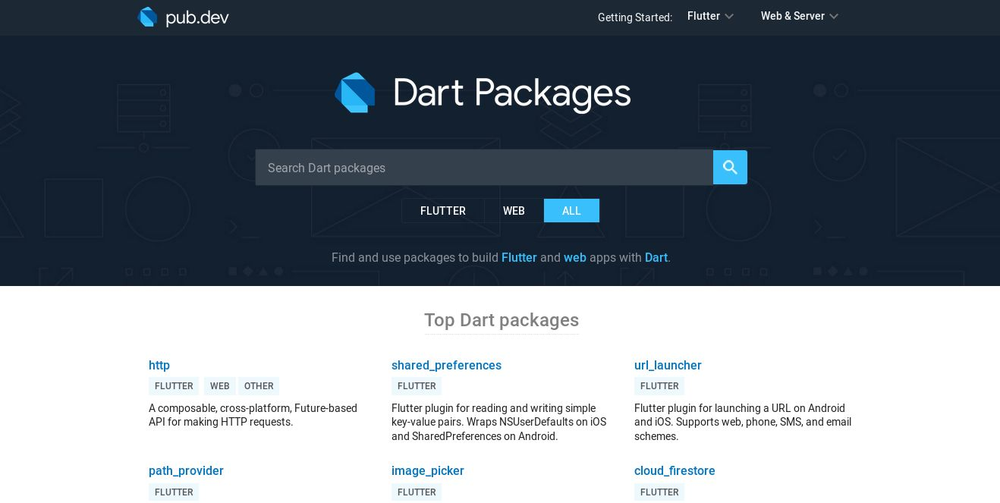 pub.dev
Getting Started: Flutter Web & Server
Dart Packages
Search Dart packages
FLUTTER WEB ALL
Find and use packages to build Flutter and web apps with Dart.
Top Dart packages
http
FLUTTER WEB OTHER
A composable, cross-platform, Future-based
API for making HTTP requests.
shared_preferences
FLUTTER
Flutter plugin for reading and writing simple
key-value pairs. Wraps NSUserDefaults on iOS
and SharedPreferences on Android.
url_launcher
FLUTTER
Flutter plugin for launching a URL on Android
and iOS. Supports web, phone, SMS, and email
schemes.
path_provider
FLUTTER
image_picker
FLUTTER
cloud_firestore
FLUTTER